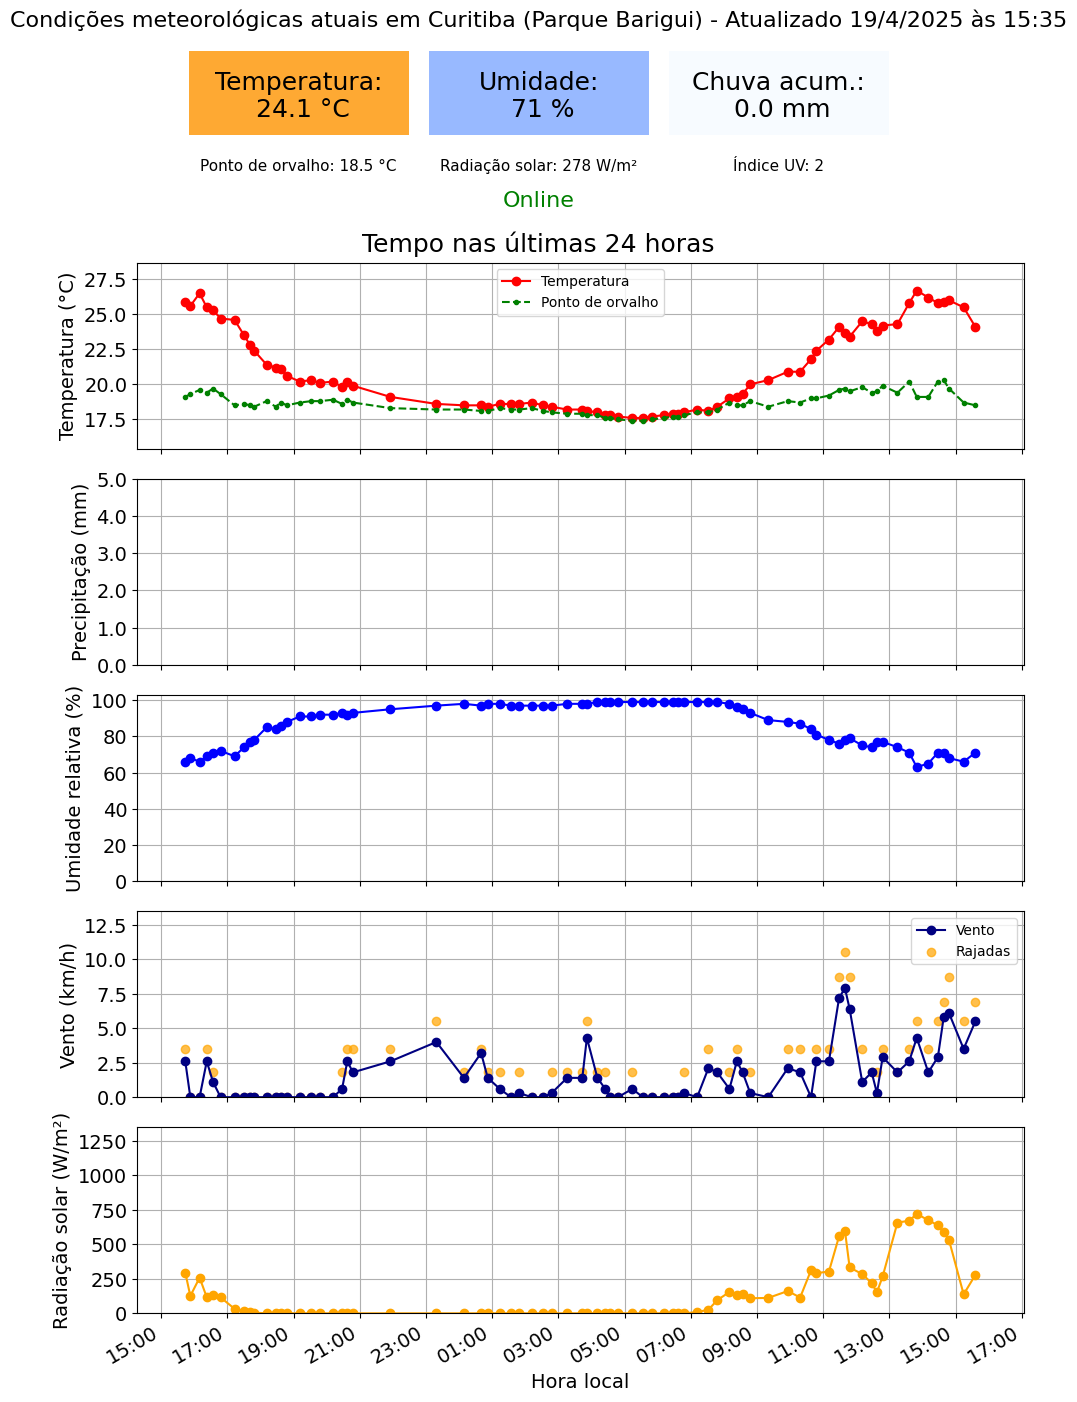 Condições meteorológicas atuais em Curitiba (Parque Barigui) - Atualizado 19/4/2025 às 15:35
Temperatura:
24.1 °C
Umidade:
71 %
Chuva acum.:
0.0 mm
Ponto de orvalho: 18.5 °C
Radiação solar: 278 W/m²
Índice UV: 2
Online
Tempo nas últimas 24 horas
Temperatura (°C)
27.5
25.0
22.5
20.0
17.5
Temperatura
Ponto de orvalho
Precipitação (mm)
5.0
4.0
3.0
2.0
1.0
0.0
Umidade relativa (%)
100
80
60
40
20
0
Vento (km/h)
12.5
10.0
7.5
5.0
2.5
0.0
Vento
Rajadas
Radiação solar (W/m²)
1250
1000
750
500
250
0
15:00
17:00
19:00
21:00
23:00
01:00
03:00
05:00
07:00
09:00
11:00
13:00
15:00
17:00
Hora local